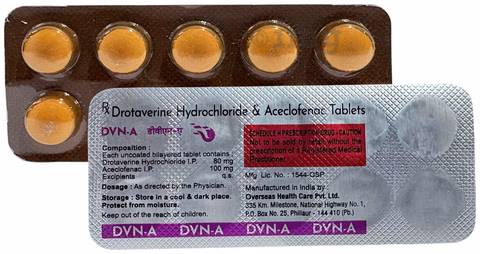 Rx Drotaverine Hydrochloride & Aceclofenac Tablets
DVN-A डीवीएन-ए
Composition :
Each uncoated bilayered tablet contains
Drotaverine Hydrochloride I.P. 80 mg
Aceclofenac I.P. 100 mg
Excipients q.s.
Dosage : As directed by the Physician.
Storage : Store in a cool & dark place.
Protect from moisture.
Keep out of the reach of children.
SCHEDULE H PRESCRIPTION DRUG - CAUTION
Not to be sold by retail without the
prescription of a Registered Medical
Practitioner.
Mfg. Lic. No. : 1544-OSP
Manufactured in India by :
Overseas Health Care Pvt. Ltd.
335 Km. Milestone, National Highway No. 1,
P.O. Box No. 25, Phillaur - 144 410 (Pb.)
DVN-A DVN-A DVN-A DVN-A